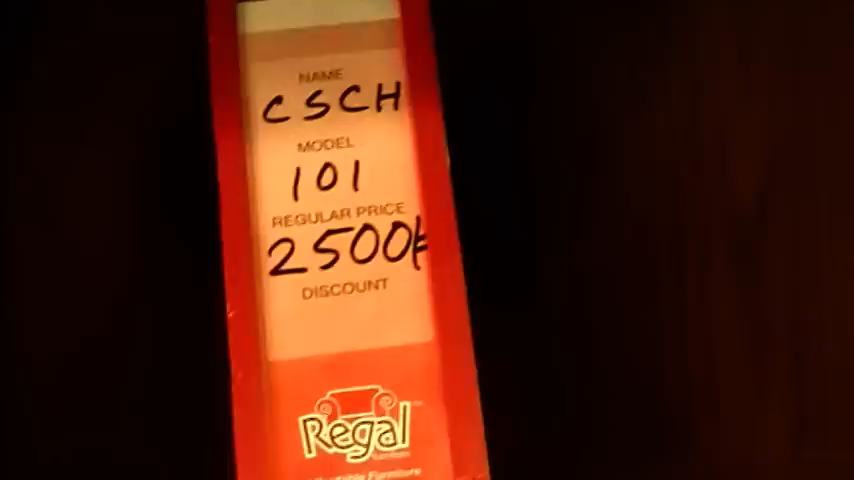 NAME
CSCH
MODEL
101
REGULAR PRICE
2500৳
DISCOUNT
Regal
Furniture